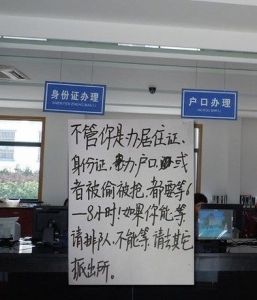 身份证办理
户口办理
不管你是办居住证、
身份证,办户口,或
者被偷被抢,都要等6
—8小时!如果你能等,
请排队,不能等,请去其它
派出所。